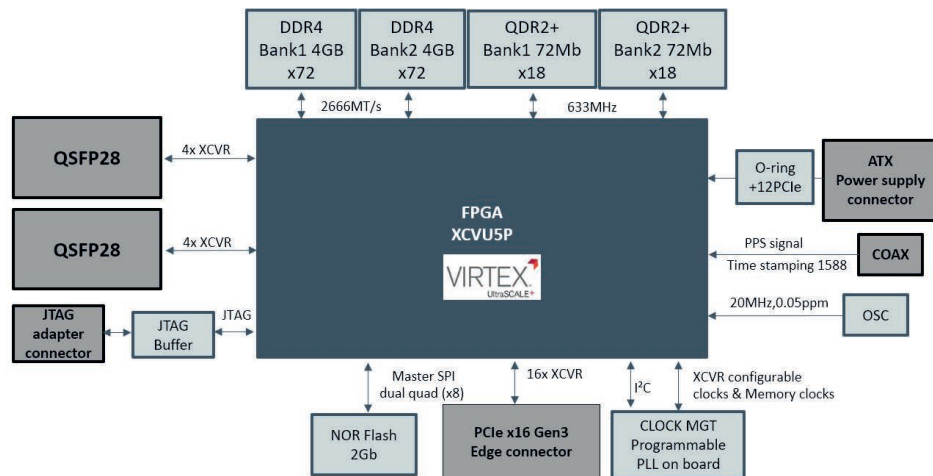 DDR4
Bank1 4GB
x72
DDR4
Bank2 4GB
x72
QDR2+
Bank1 72Mb
x18
QDR2+
Bank2 72Mb
x18
2666MT/s
633MHz
QSFP28
4x XCVR
QSFP28
4x XCVR
JTAG
adapter
connector
JTAG
Buffer
JTAG
FPGA
XCVU5P
VIRTEX
UltraSCALE+
O-ring
+12PCIe
ATX
Power supply
connector
PPS signal
Time stamping 1588
COAX
20MHz,0.05ppm
OSC
Master SPI
dual quad (x8)
16x XCVR
I²C
XCVR configurable
clocks & Memory clocks
NOR Flash
2Gb
PCIe x16 Gen3
Edge connector
CLOCK MGT
Programmable
PLL on board